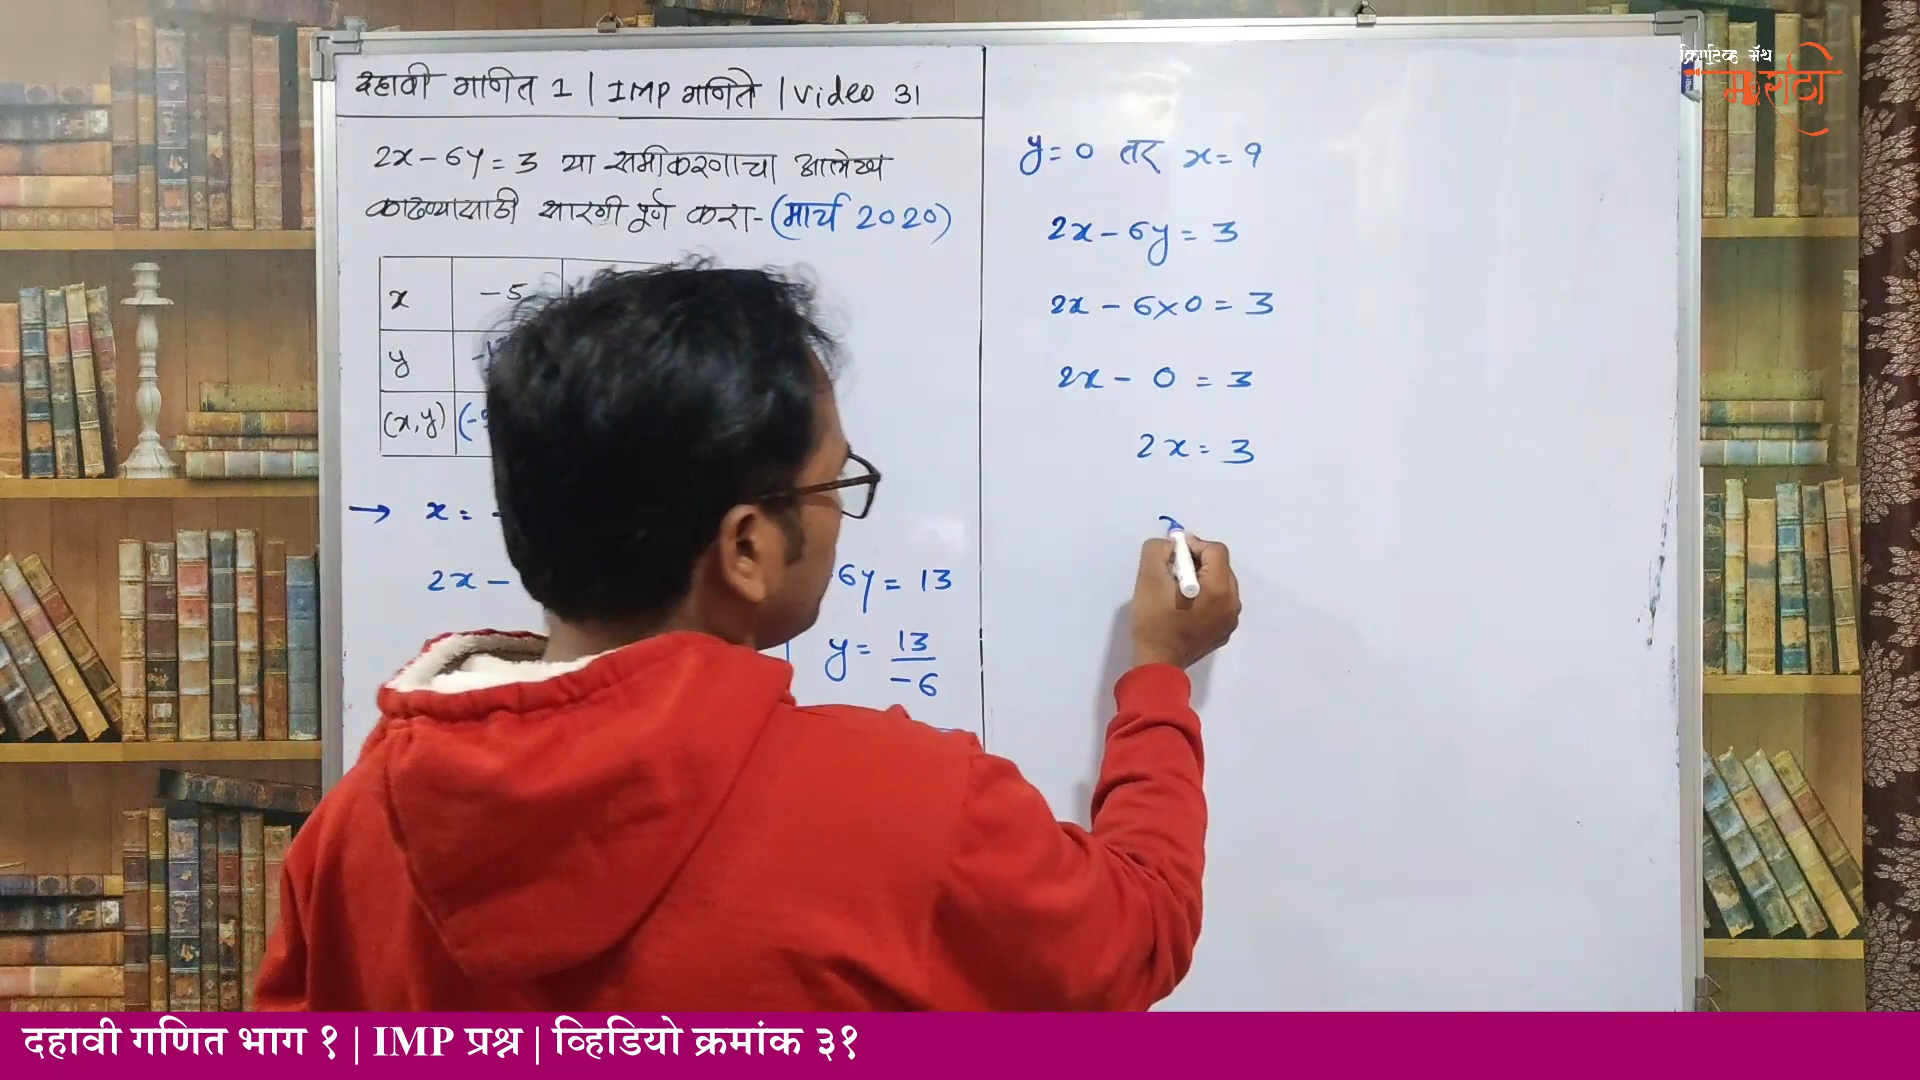 दहावी गणित 1 | IMP गणिते | Video 31
2x - 6y = 3 या समीकरणाचा आलेख
काढण्यासाठी सारणी पूर्ण करा - (मार्च 2020)
x -5
y
(x, y)
→ x =
2x -
6y = 13
y = 13/-6
y = 0 तर x = ?
2x - 6y = 3
2x - 6×0 = 3
2x - 0 = 3
2x = 3
क्रिएटिव्ह मॅथ
मराठी
दहावी गणित भाग १ | IMP प्रश्न | व्हिडियो क्रमांक ३१